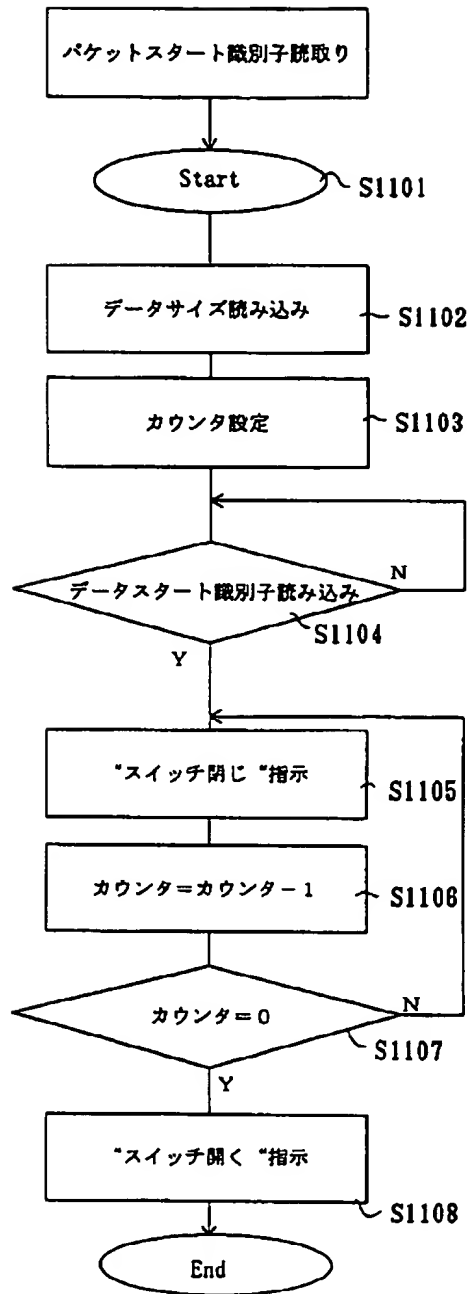 パケットスタート識別子読取り
Start
S1101
データサイズ読み込み
S1102
カウンタ設定
S1103
データスタート識別子読み込み
N
S1104
Y
"スイッチ閉じ"指示
S1105
カウンター=カウンター-1
S1106
カウンタ=0
N
S1107
Y
"スイッチ開く"指示
S1108
End